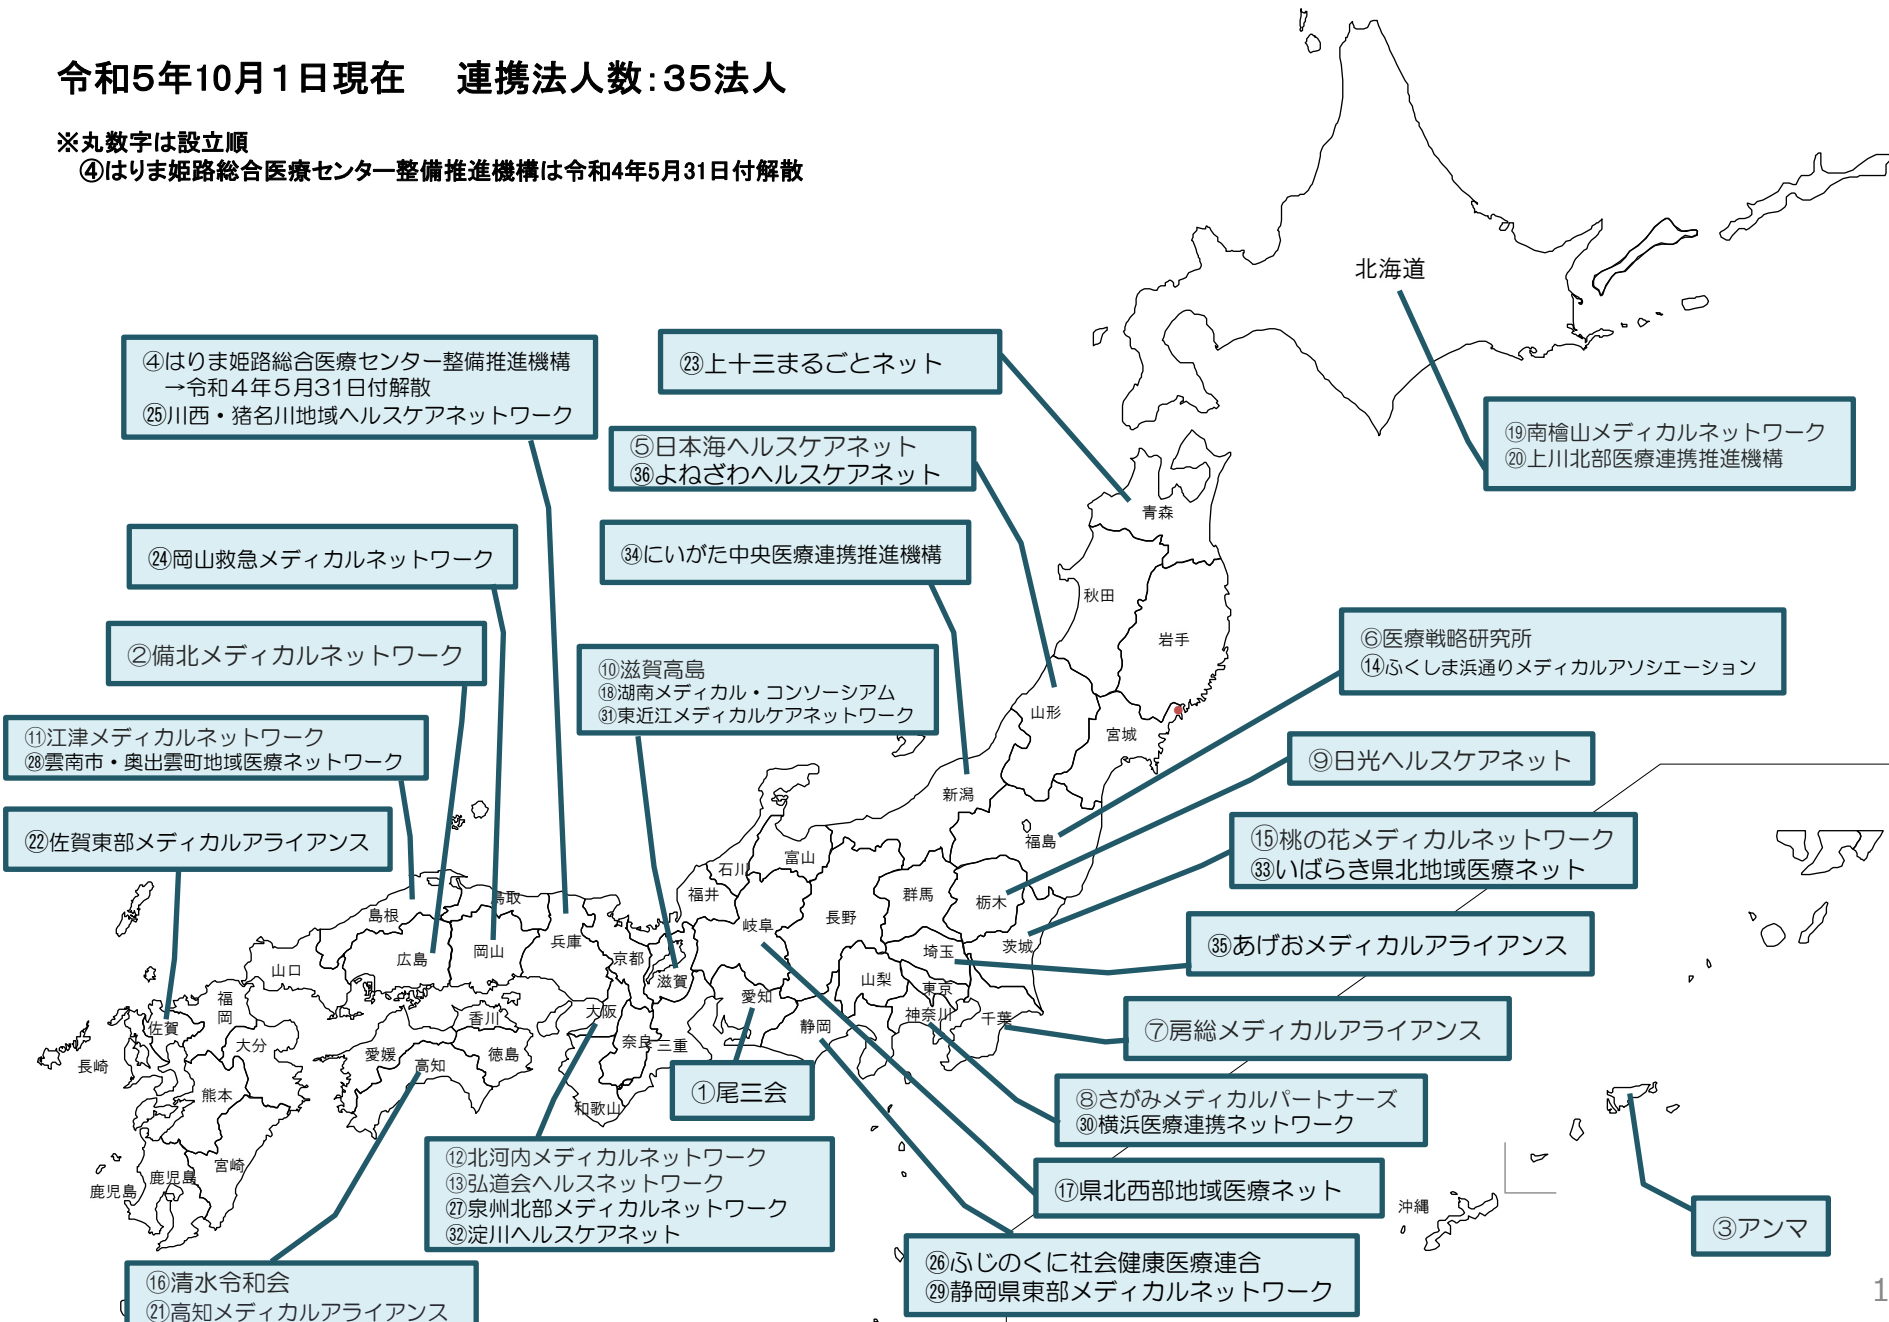 令和5年10月1日現在　連携法人数：35法人
※丸数字は設立順
④はりま姫路総合医療センター整備推進機構は令和4年5月31日付解散
北海道
④はりま姫路総合医療センター整備推進機構
→令和４年５月31日付解散
㉕川西・猪名川地域ヘルスケアネットワーク
㉓上十三まるごとネット
⑲南檜山メディカルネットワーク
⑳上川北部医療連携推進機構
⑤日本海ヘルスケアネット
㊱よねざわヘルスケアネット
青森
㉔岡山救急メディカルネットワーク
㉞にいがた中央医療連携推進機構
秋田
岩手
②備北メディカルネットワーク
⑥医療戦略研究所
⑭ふくしま浜通りメディカルアソシエーション
⑩滋賀高島
⑱湖南メディカル・コンソーシアム
㉛東近江メディカルケアネットワーク
山形
宮城
⑪江津メディカルネットワーク
㉘雲南市・奥出雲町地域医療ネットワーク
⑨日光ヘルスケアネット
新潟
㉒佐賀東部メディカルアライアンス
福島
⑮桃の花メディカルネットワーク
㉝いばらき県北地域医療ネット
富山
石川
福井
群馬
栃木
鳥取
島根
長野
岐阜
兵庫
京都
岡山
広島
山口
茨城
埼玉
㉟あげおメディカルアライアンス
滋賀
山梨
東京
愛知
福岡
佐賀
香川
大阪
静岡
神奈川
千葉
⑦房総メディカルアライアンス
大分
奈良
三重
愛媛
高知
徳島
長崎
熊本
①尾三会
和歌山
⑧さがみメディカルパートナーズ
㉚横浜医療連携ネットワーク
宮崎
鹿児島
鹿児島
⑫北河内メディカルネットワーク
⑬弘道会ヘルスネットワーク
㉗泉州北部メディカルネットワーク
㉜淀川ヘルスケアネット
⑰県北西部地域医療ネット
沖縄
③アンマ
㉖ふじのくに社会健康医療連合
㉙静岡県東部メディカルネットワーク
⑯清水令和会
㉑高知メディカルアライアンス
1